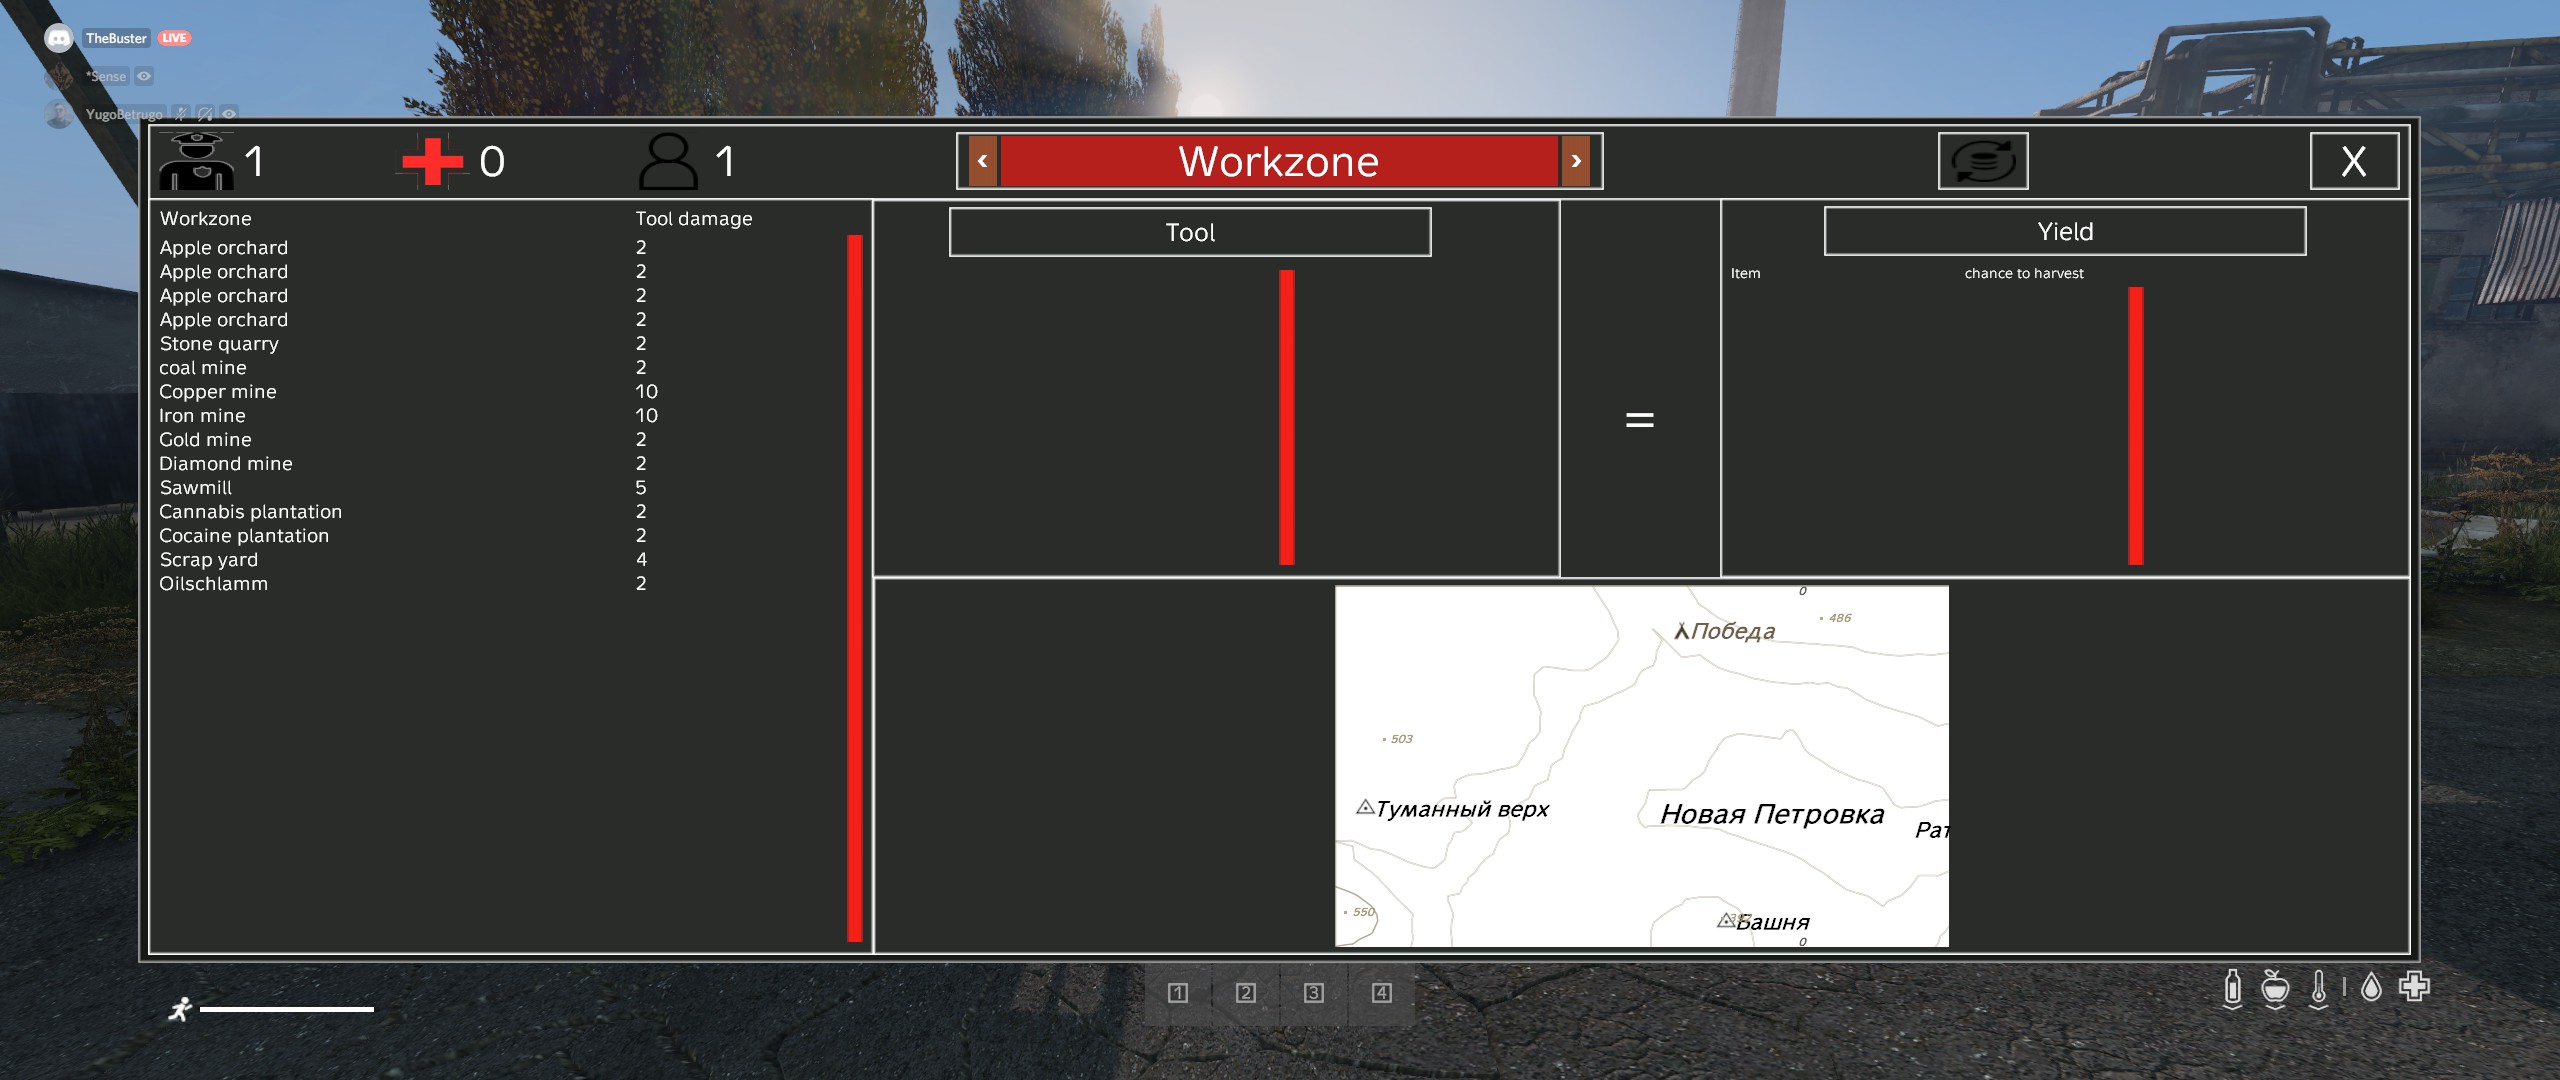 TheBuster LIVE
*Sense
YugoBetrugo
1
0
1
‹ Workzone ›
X
Workzone Tool damage
Apple orchard 2
Apple orchard 2
Apple orchard 2
Apple orchard 2
Stone quarry 2
coal mine 2
Copper mine 10
Iron mine 10
Gold mine 2
Diamond mine 2
Sawmill 5
Cannabis plantation 2
Cocaine plantation 2
Scrap yard 4
Oilschlamm 2
Tool
=
Yield
Item chance to harvest
0
Победа
486
503
Туманный верх
Новая Петровка
Рат
550
Вашня
0
1 2 3 4